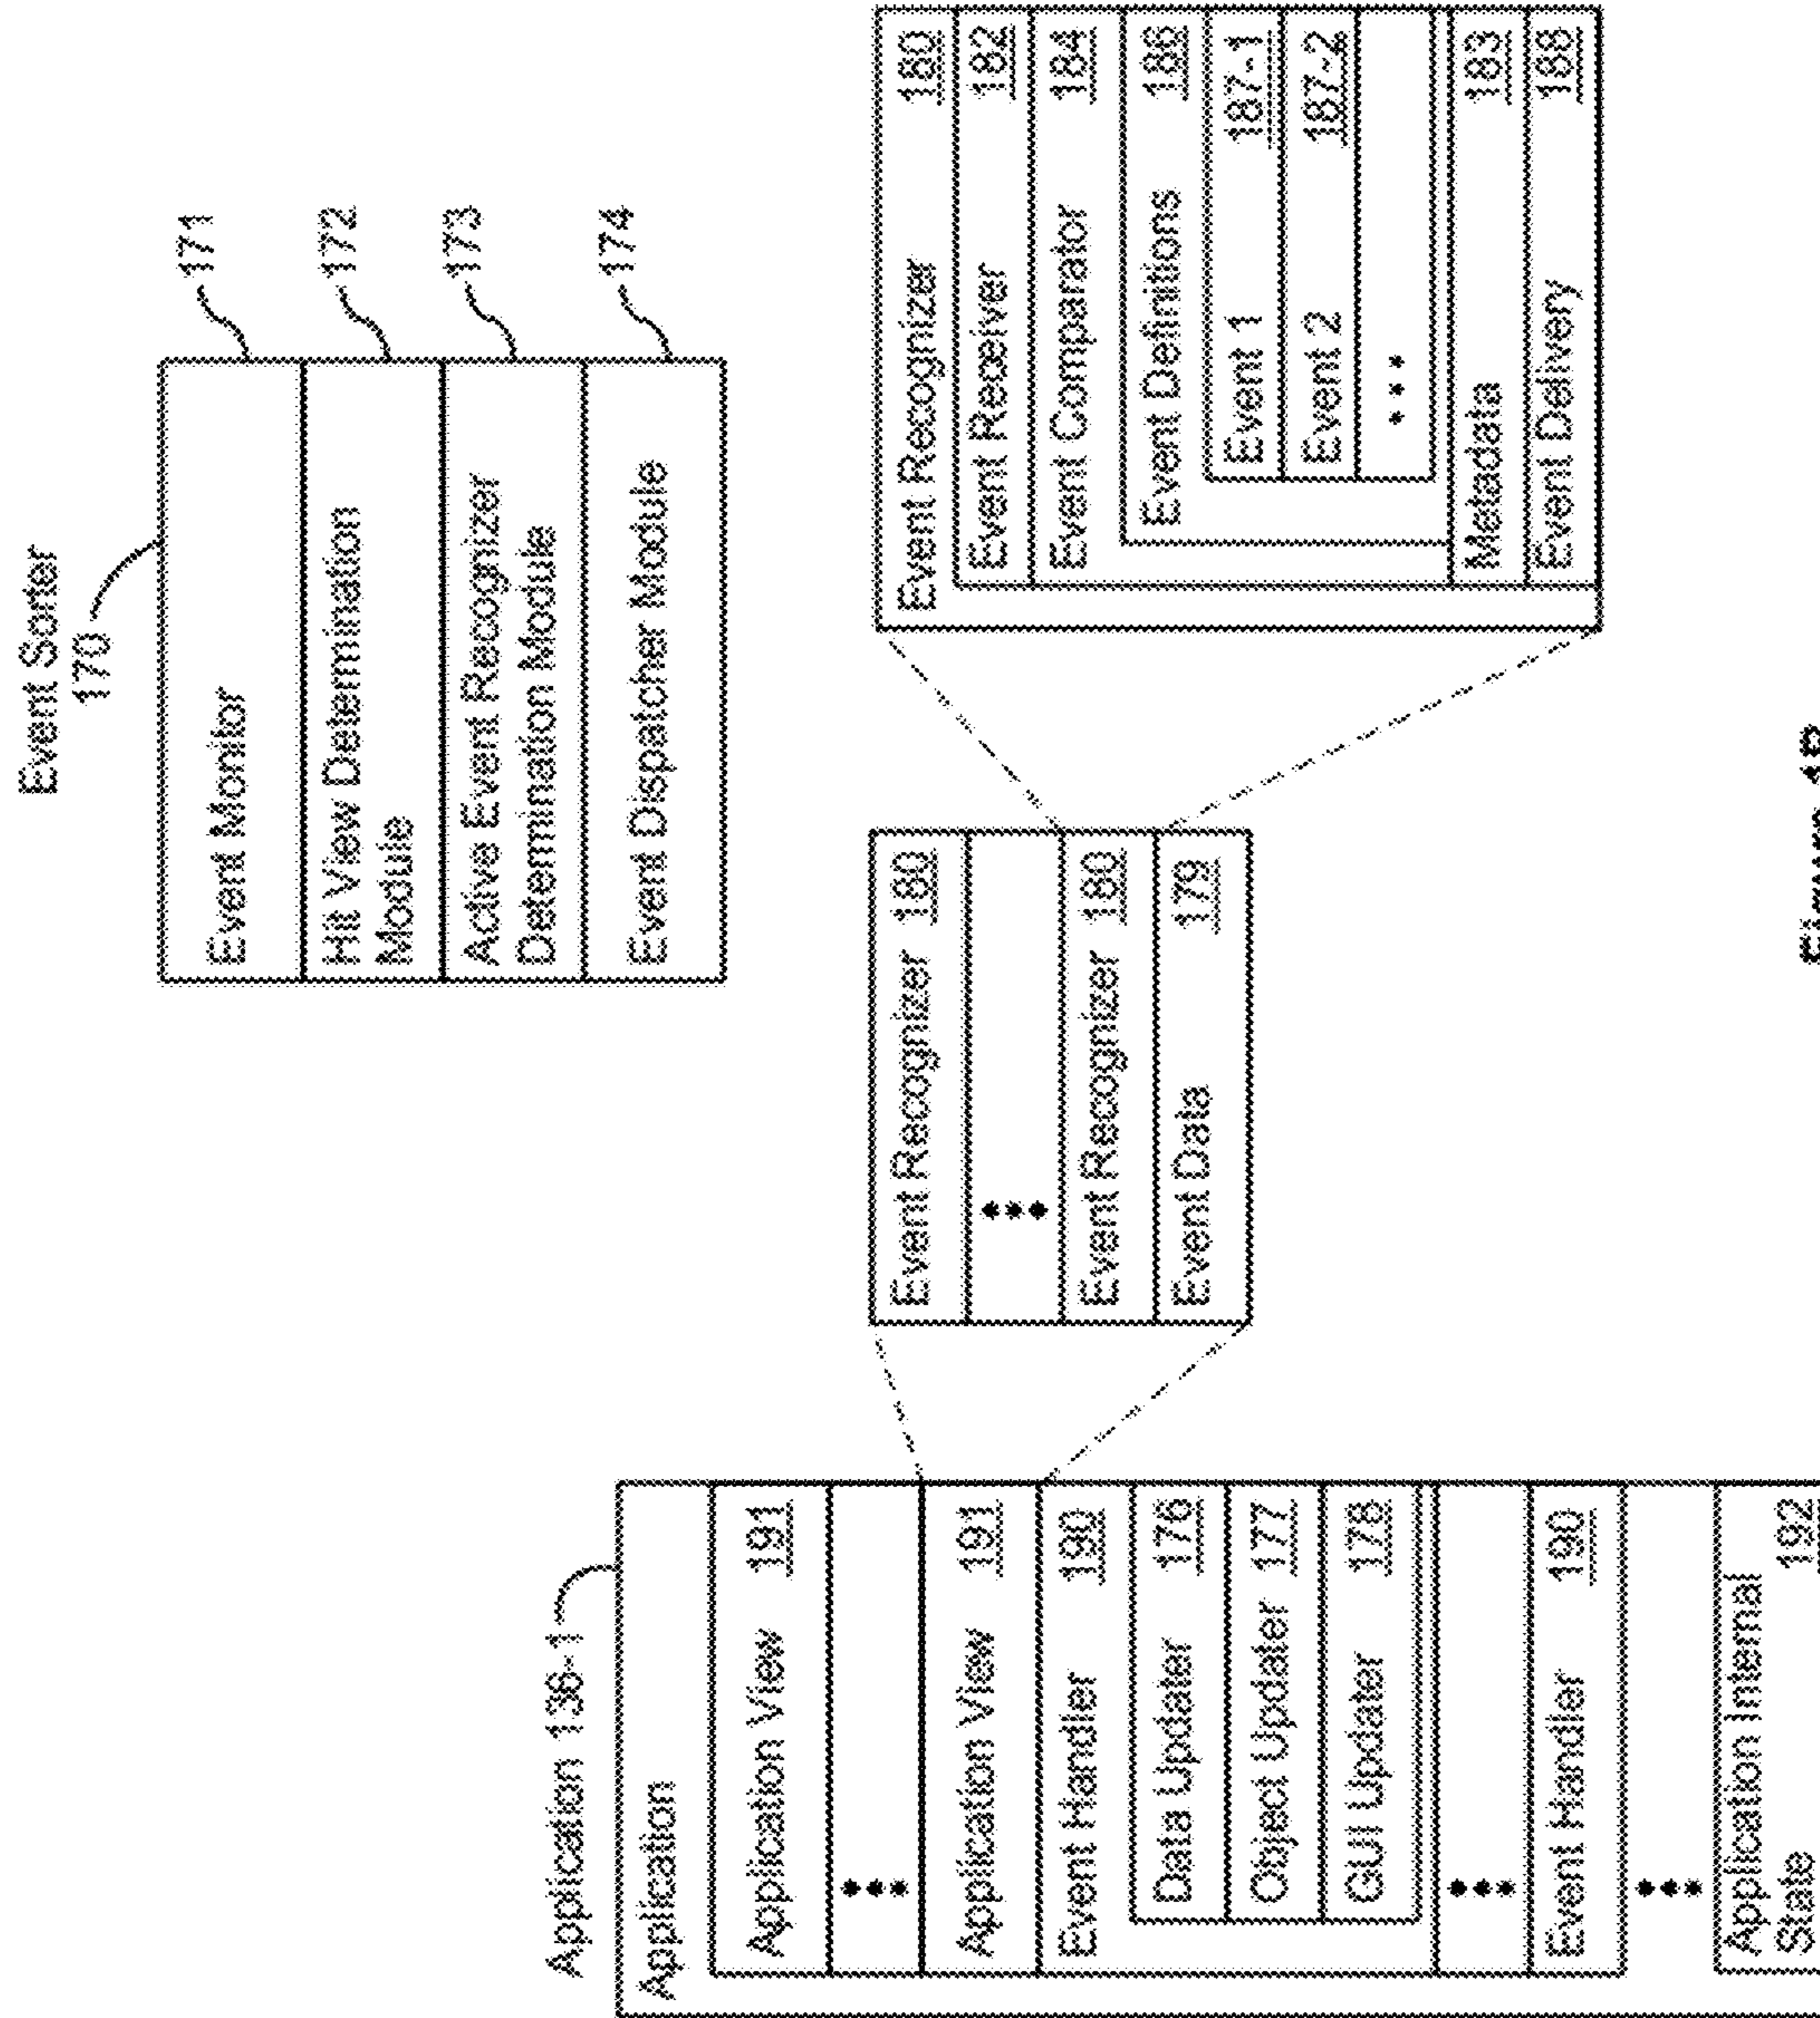 Event Sorter
170
Event Monitor
171
Hit View Determination
Module
172
Active Event Recognizer
Determination Module
173
Event Dispatcher Module
174
Application 136-1
Application
Application View 191
•••
Application View 191
Event Handler 190
Data Updater 176
Object Updater 177
GUI Updater 178
•••
Event Handler 190
•••
Application Internal
State 192
Event Recognizer 180
•••
Event Recognizer 180
Event Data 179
Event Recognizer 180
Event Receiver 182
Event Comparator 184
Event Definitions 186
Event 1 187-1
Event 2 187-2
•••
Metadata 183
Event Delivery 188
Figure 1B